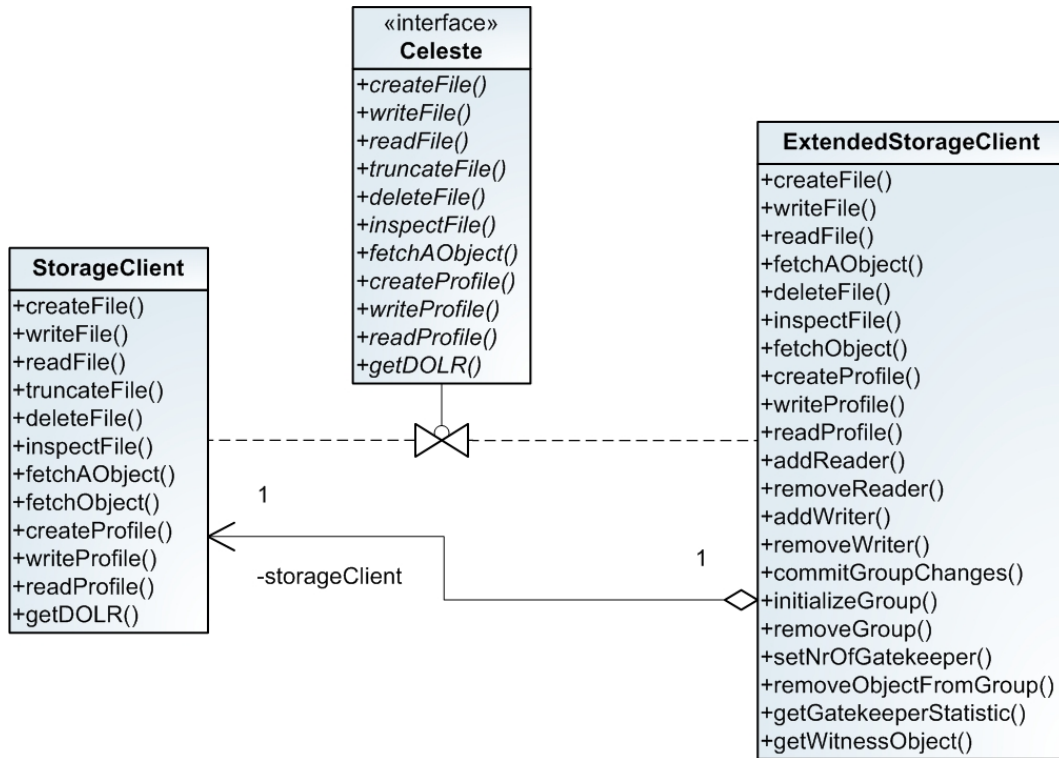 «interface»
Celeste
+createFile()
+writeFile()
+readFile()
+truncateFile()
+deleteFile()
+inspectFile()
+fetchAObject()
+createProfile()
+writeProfile()
+readProfile()
+getDOLR()
StorageClient
+createFile()
+writeFile()
+readFile()
+truncateFile()
+deleteFile()
+inspectFile()
+fetchAObject()
+fetchObject()
+createProfile()
+writeProfile()
+readProfile()
+getDOLR()
1
-storageClient
1
ExtendedStorageClient
+createFile()
+writeFile()
+readFile()
+fetchAObject()
+deleteFile()
+inspectFile()
+fetchObject()
+createProfile()
+writeProfile()
+readProfile()
+addReader()
+removeReader()
+addWriter()
+removeWriter()
+commitGroupChanges()
+initializeGroup()
+removeGroup()
+setNrOfGatekeeper()
+removeObjectFromGroup()
+getGatekeeperStatistic()
+getWitnessObject()